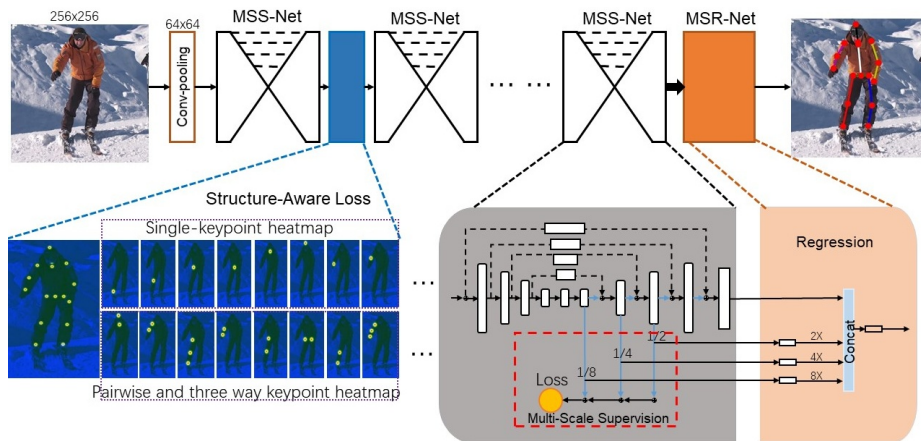 256x256
64x64
Conv-pooling
MSS-Net
MSS-Net
MSS-Net
MSR-Net
... ...
Structure-Aware Loss
Single-keypoint heatmap
...
...
Pairwise and three way keypoint heatmap
1/2
1/4
1/8
Loss
Multi-Scale Supervision
Regression
2X
4X
8X
Concat